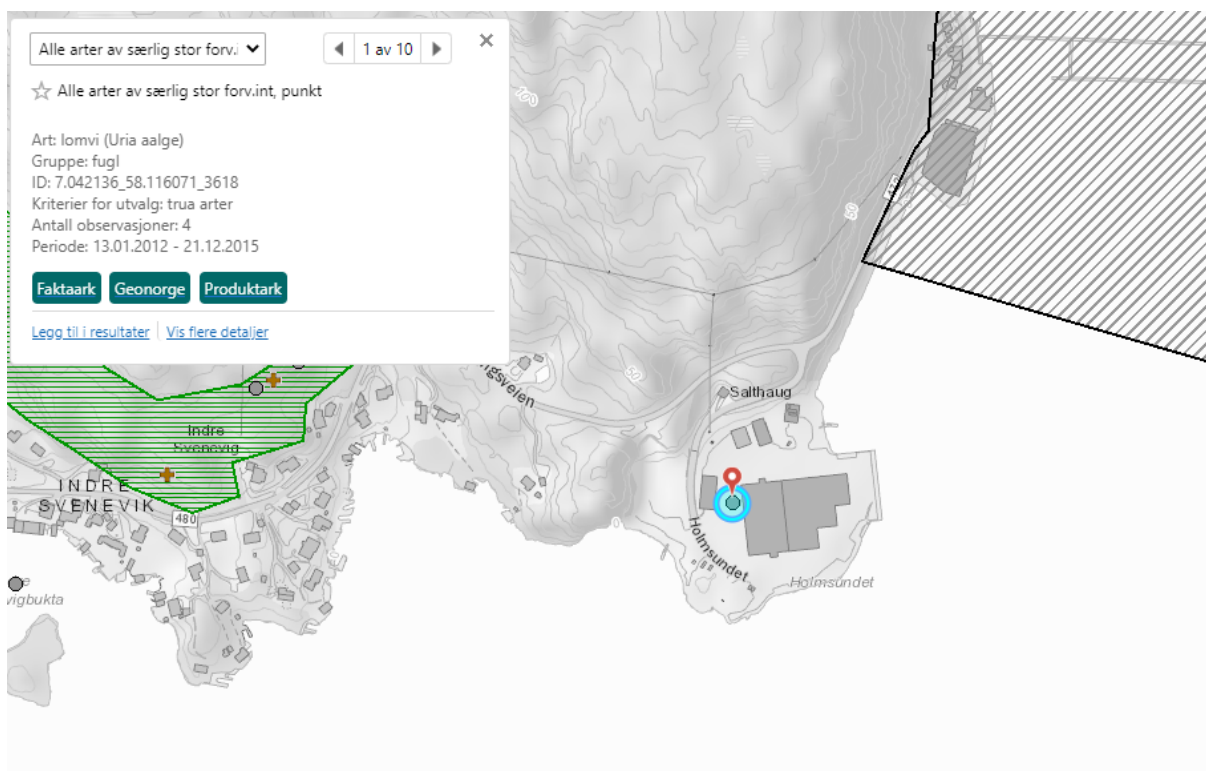 Alle arter av særlig stor forv.i
1 av 10
Alle arter av særlig stor forv.int, punkt
Art: lomvi (Uria aalge)
Gruppe: fugl
ID: 7.042136_58.116071_3618
Kriterier for utvalg: trua arter
Antall observasjoner: 4
Periode: 13.01.2012 - 21.12.2015
Faktaark Geonorge Produktark
Legg til i resultater Vis flere detaljer
100
50
50
ngsveien
Salthaug
Indre
Svenevig
INDRE
SVENEVIK
480
Holmsundet
Holmsundet
vigbukta